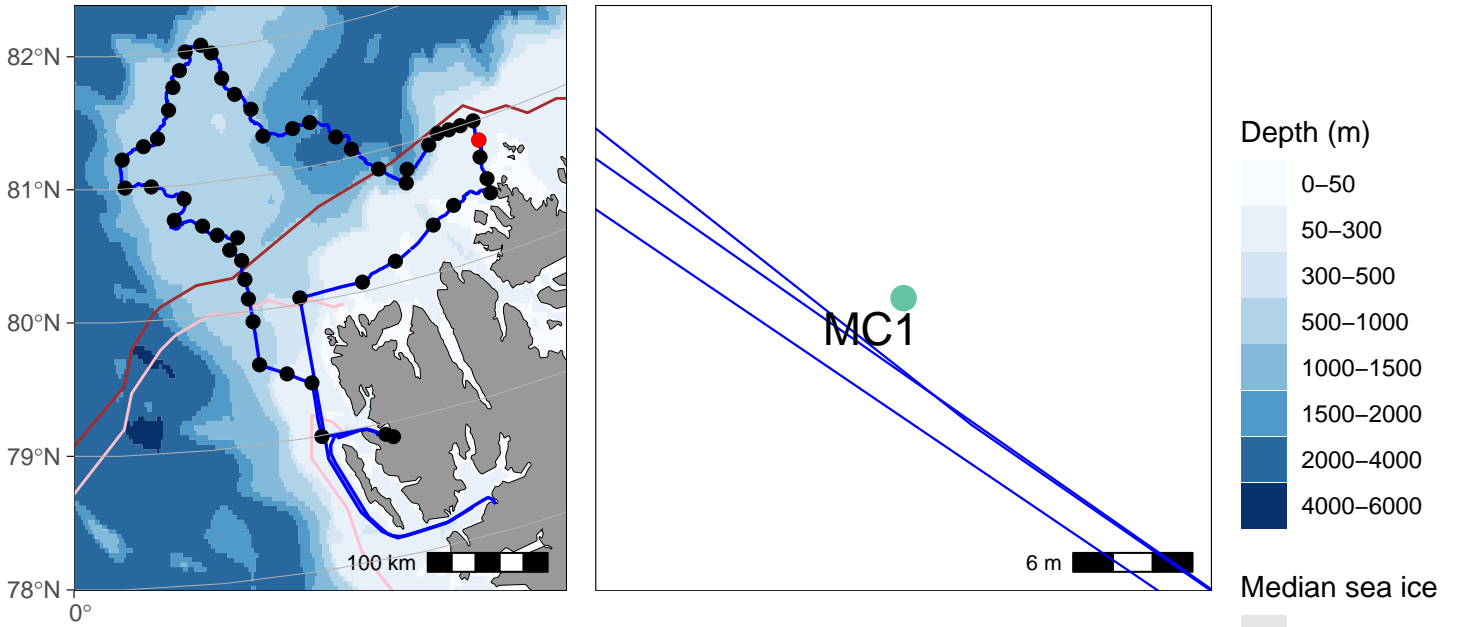 82°N
81°N
80°N
79°N
78°N
0°
100 km
MC1
6 m
Depth (m)
0–50
50–300
300–500
500–1000
1000–1500
1500–2000
2000–4000
4000–6000
Median sea ice